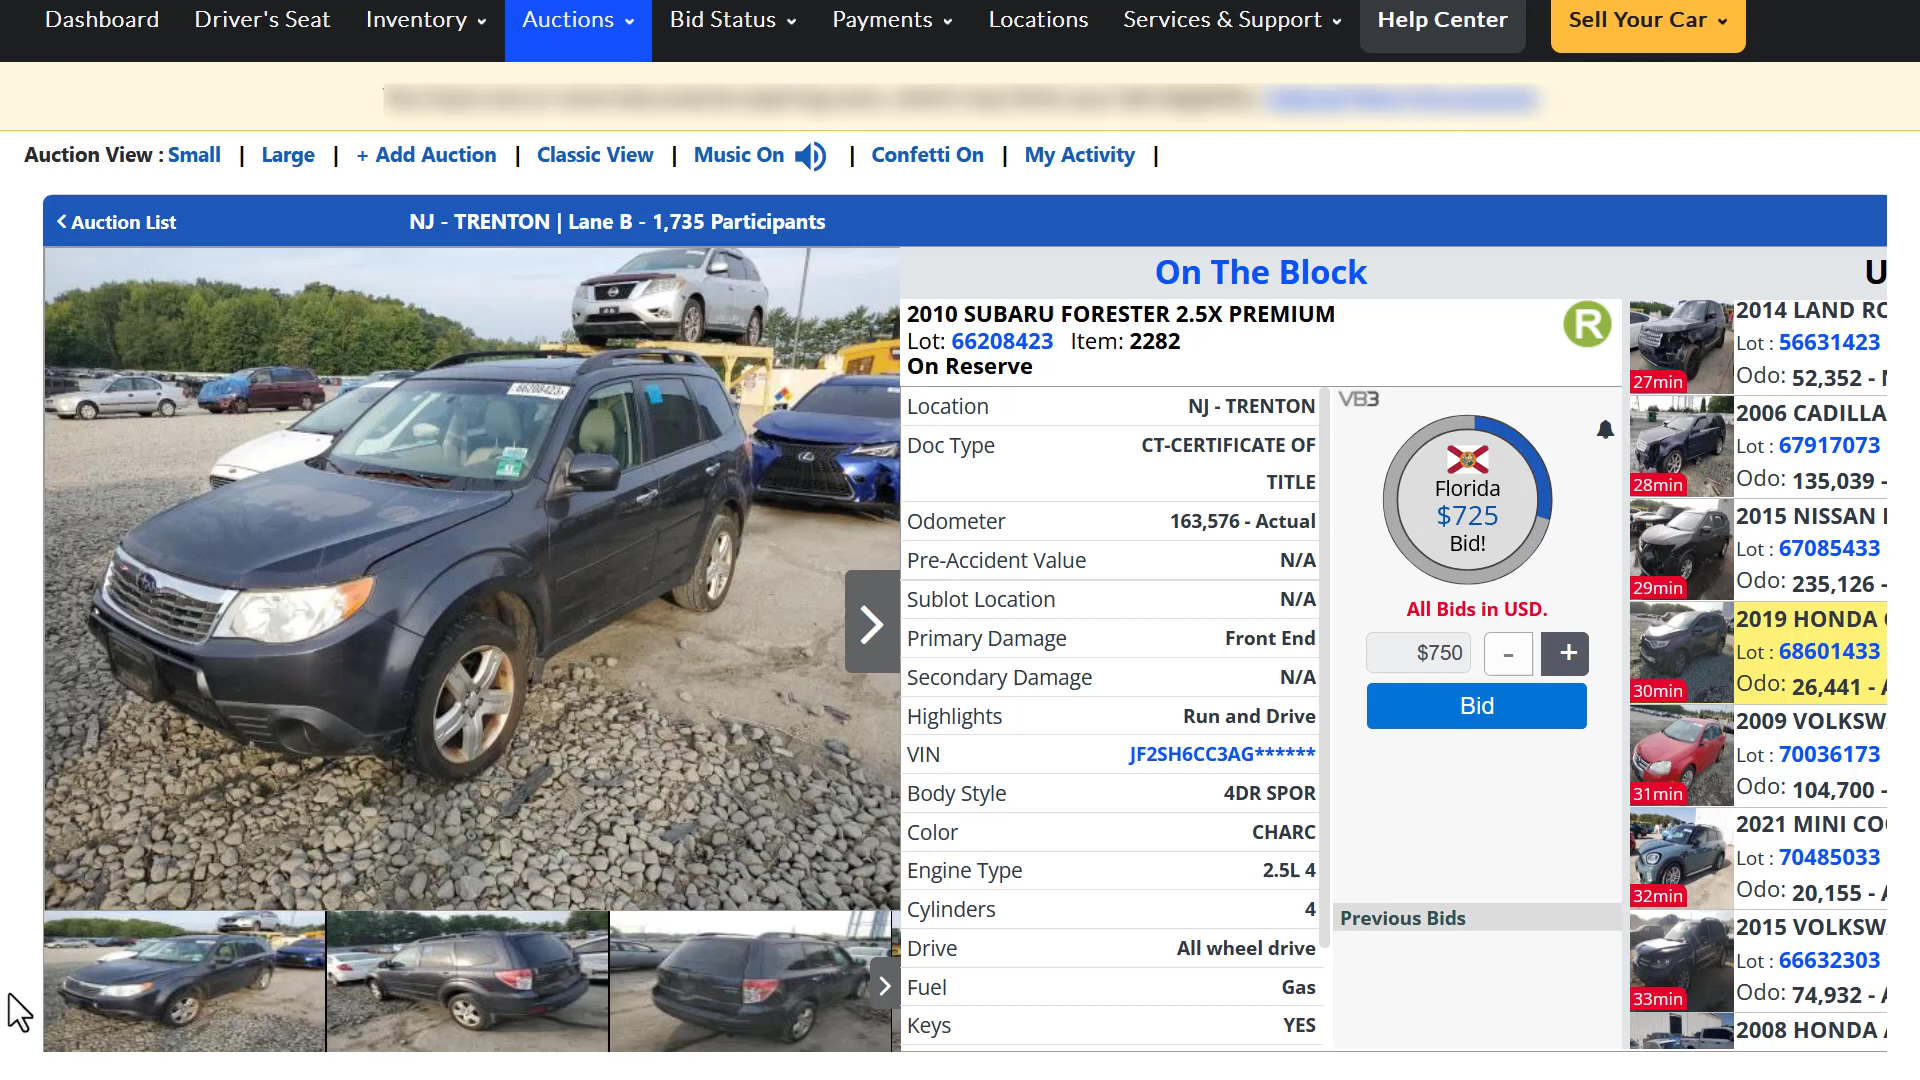 Dashboard Driver's Seat Inventory Auctions Bid Status Payments Locations Services & Support Help Center Sell Your Car
Auction View : Small | Large | + Add Auction | Classic View | Music On | Confetti On | My Activity |
Auction List
NJ - TRENTON | Lane B - 1,735 Participants
On The Block
2010 SUBARU FORESTER 2.5X PREMIUM
Lot: 66208423 Item: 2282
On Reserve
R
66208423
Location NJ - TRENTON
Doc Type CT-CERTIFICATE OF
TITLE
Odometer 163,576 - Actual
Pre-Accident Value N/A
Sublot Location N/A
Primary Damage Front End
Secondary Damage N/A
Highlights Run and Drive
VIN JF2SH6CC3AG******
Body Style 4DR SPOR
Color CHARC
Engine Type 2.5L 4
Cylinders 4
Drive All wheel drive
Fuel Gas
Keys YES
VB3
Florida
$725
Bid!
All Bids in USD.
$750 - +
Bid
Previous Bids
U
2014 LAND RO
Lot : 56631423
27min
Odo: 52,352 -
2006 CADILLA
Lot : 67917073
28min
Odo: 135,039 -
2015 NISSAN
Lot : 67085433
29min
Odo: 235,126 -
2019 HONDA
Lot : 68601433
30min
Odo: 26,441 - A
2009 VOLKSW
Lot : 70036173
31min
Odo: 104,700 -
2021 MINI CO
Lot : 70485033
32min
Odo: 20,155 - A
2015 VOLKSW
Lot : 66632303
33min
Odo: 74,932 - A
2008 HONDA A